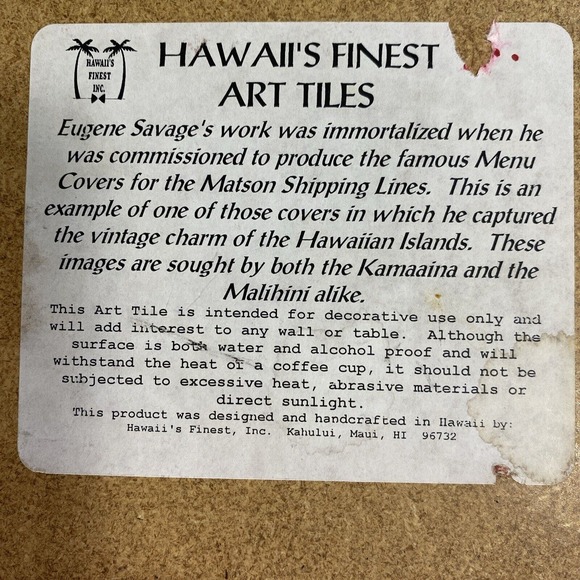 HAWAII'S
FINEST
INC.
HAWAII'S FINEST
ART TILES
Eugene Savage's work was immortalized when he
was commissioned to produce the famous Menu
Covers for the Matson Shipping Lines. This is an
example of one of those covers in which he captured
the vintage charm of the Hawaiian Islands. These
images are sought by both the Kamaaina and the
Malihini alike.
This Art Tile is intended for decorative use only and
will add interest to any wall or table. Although the
surface is both water and alcohol proof and will
withstand the heat of a coffee cup, it should not be
subjected to excessive heat, abrasive materials or
direct sunlight.
This product was designed and handcrafted in Hawaii by:
Hawaii's Finest, Inc. Kahului, Maui, HI 96732